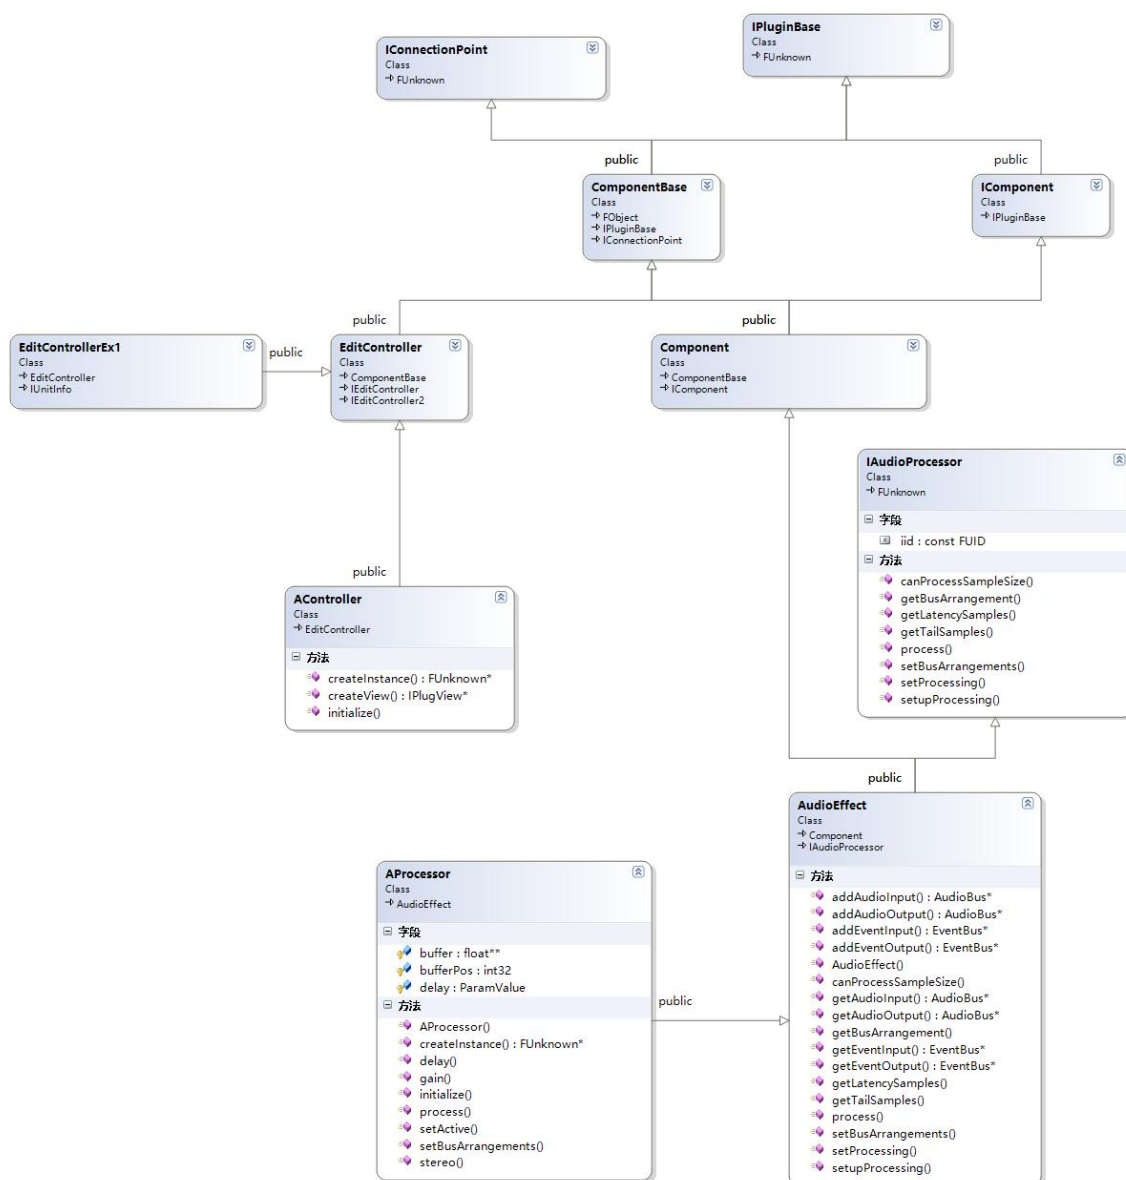 IPluginBase
Class
FUnknown
IConnectionPoint
Class
FUnknown
public
public
ComponentBase
Class
FObject
IPluginBase
IConnectionPoint
IComponent
Class
IPluginBase
public
public
EditControllerEx1
Class
EditController
IUnitInfo
public
EditController
Class
ComponentBase
IEditController
IEditController2
Component
Class
ComponentBase
IComponent
IAudioProcessor
Class
FUnknown
字段
iid : const FUID
方法
canProcessSampleSize()
getBusArrangement()
getLatencySamples()
getTailSamples()
process()
setBusArrangements()
setProcessing()
setupProcessing()
public
AController
Class
EditController
方法
createInstance() : FUnknown*
createView() : IPlugView*
initialize()
public
AudioEffect
Class
Component
IAudioProcessor
方法
addAudioInput() : AudioBus*
addAudioOutput() : AudioBus*
addEventInput() : EventBus*
addEventOutput() : EventBus*
AudioEffect()
canProcessSampleSize()
getAudioInput() : AudioBus*
getAudioOutput() : AudioBus*
getBusArrangement()
getEventInput() : EventBus*
getEventOutput() : EventBus*
getLatencySamples()
getTailSamples()
process()
setBusArrangements()
setProcessing()
setupProcessing()
AProcessor
Class
AudioEffect
字段
buffer : float**
bufferPos : int32
delay : ParamValue
方法
AProcessor()
createInstance() : FUnknown*
delay()
gain()
initialize()
process()
setActive()
setBusArrangements()
stereo()
public